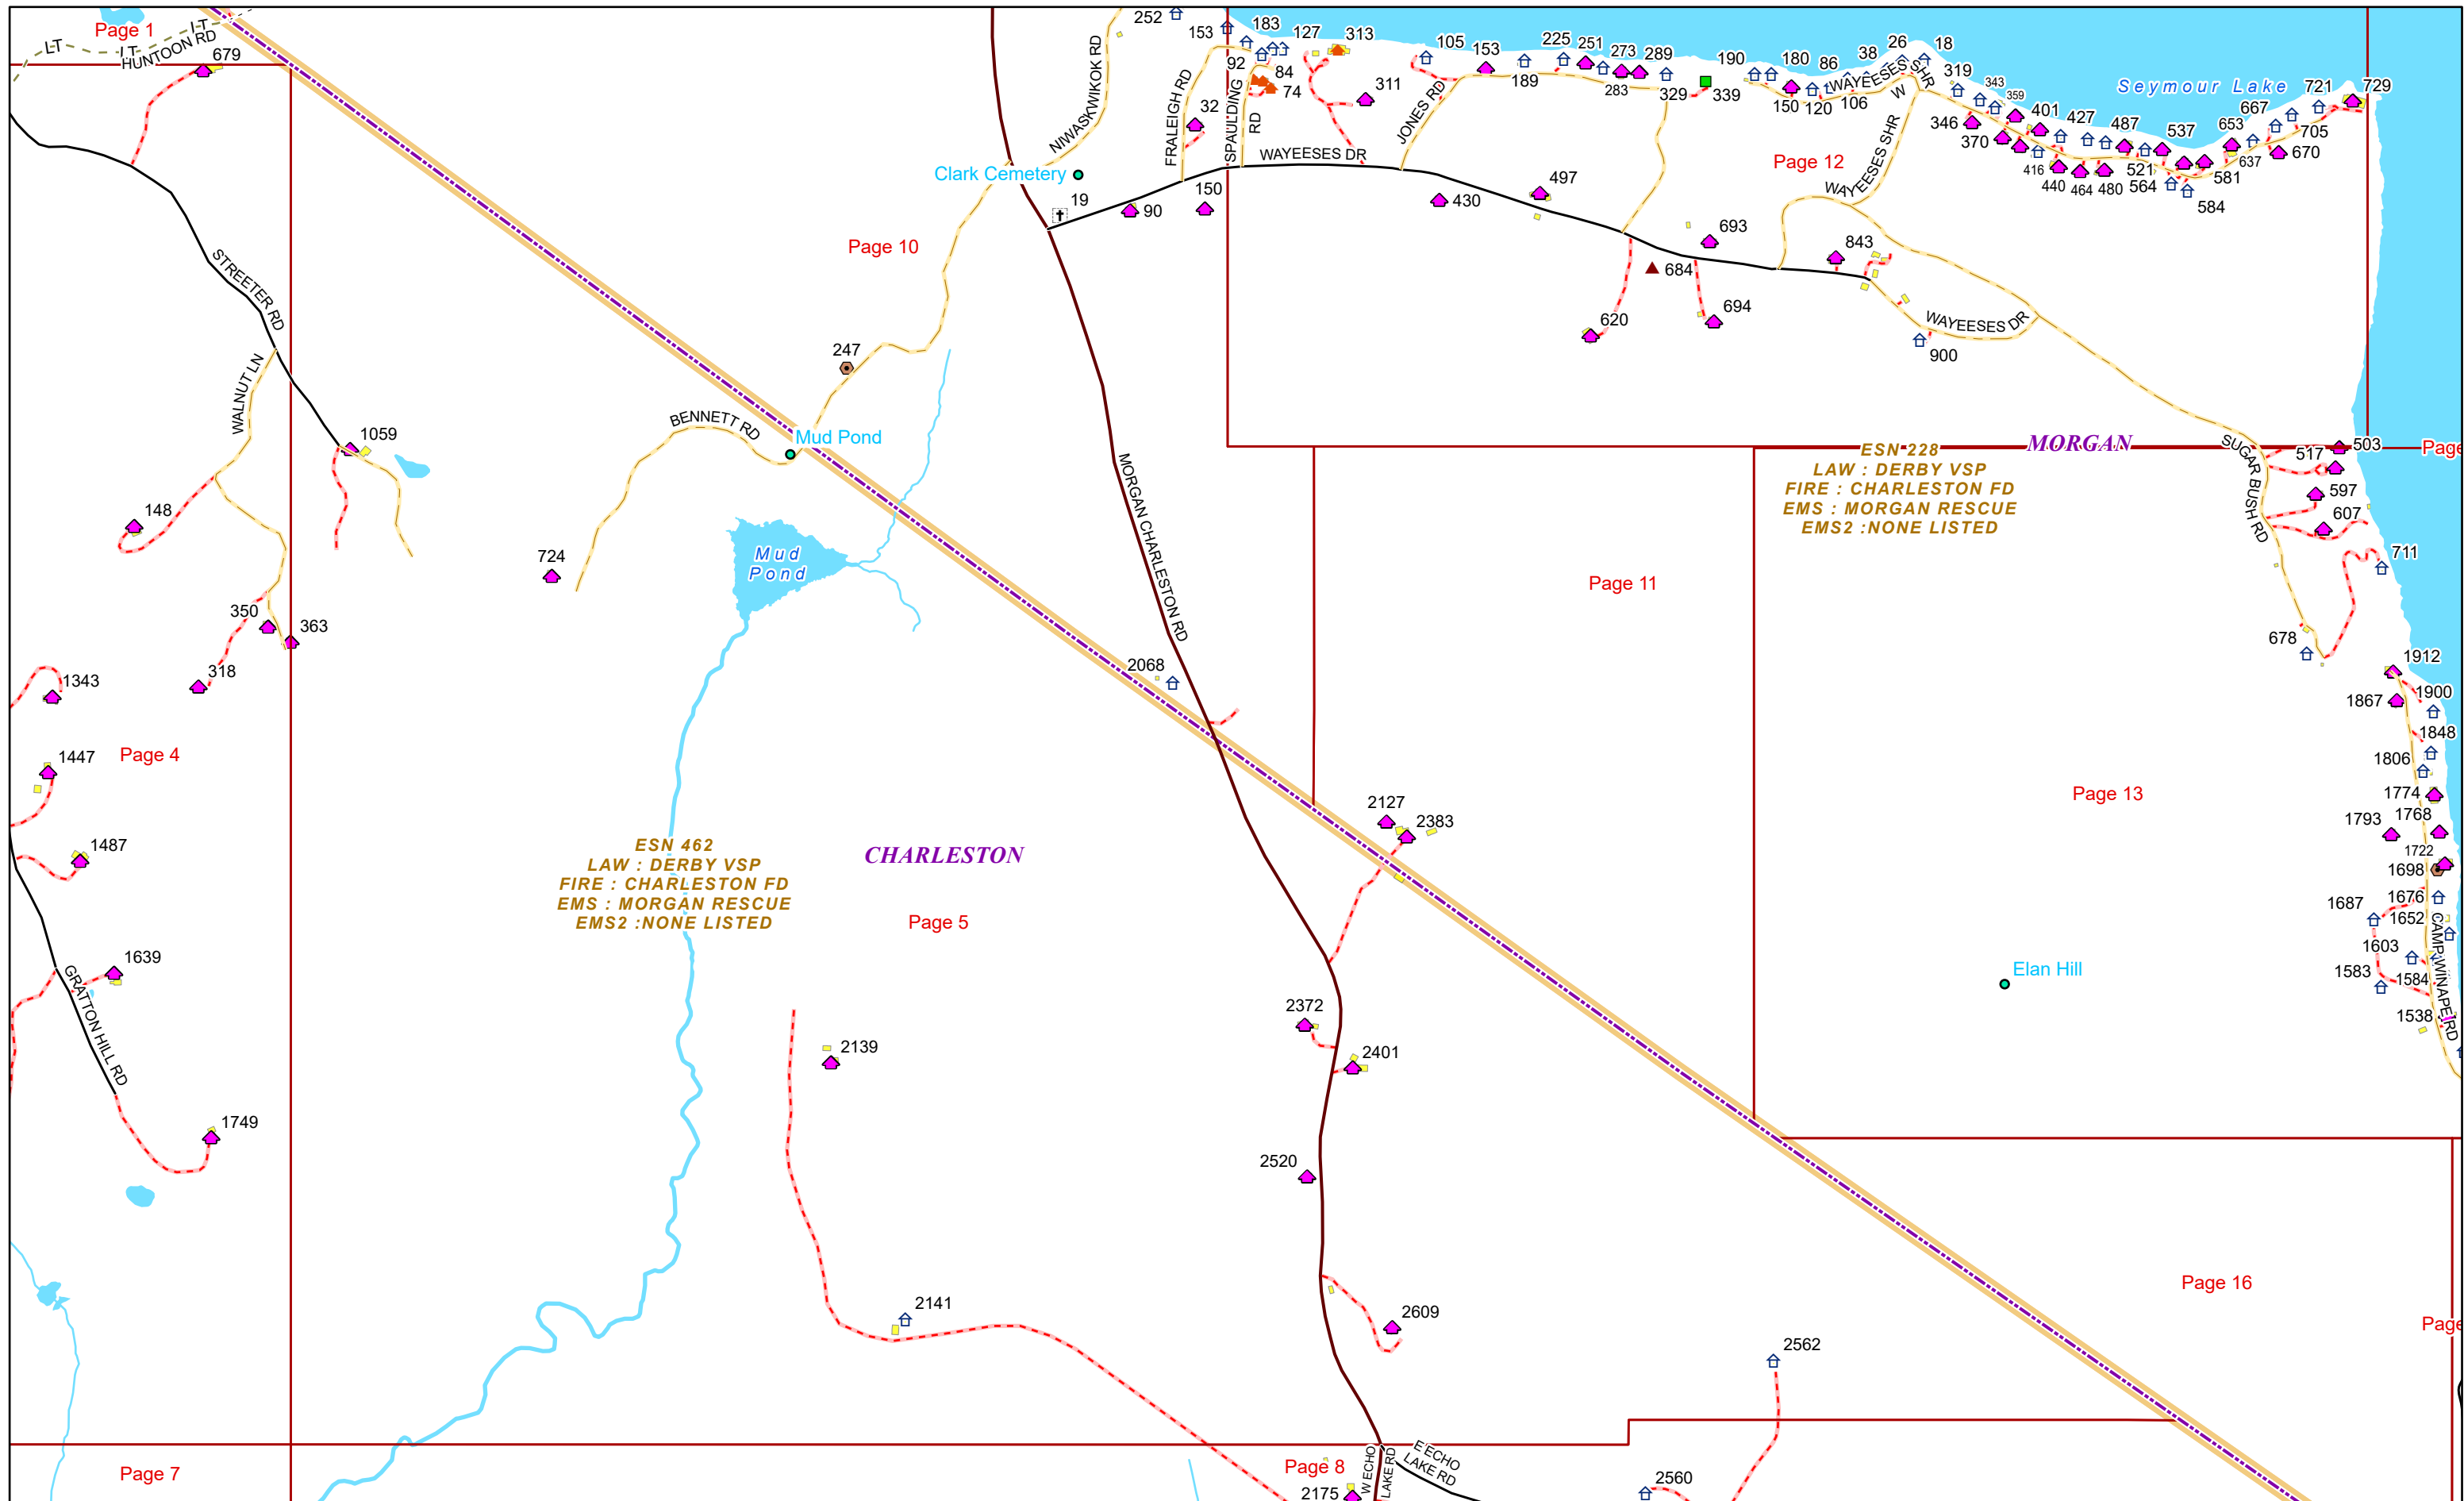 Page 1
LT
LT
LT
HUNTOON RD
679
252
153
183
127
313
92
84
74
32
311
105
153
189
225
251
273
289
283
329
190
339
180
150
86
120
106
38
26
18
WAYEESES SHR
W
319
343
359
346
370
401
416
427
440
464
480
487
521
537
564
581
584
653
637
667
670
705
721
729
Seymour Lake
NIWASKWIKOK RD
FRALEIGH RD
SPAULDING
RD
JONES RD
WAYEESES DR
WAYEESES SHR
Page 12
Clark Cemetery
19
90
150
430
497
693
684
843
620
694
WAYEESES DR
900
Page 10
STREETER RD
WALNUT LN
247
BENNETT RD
Mud Pond
1059
148
724
Mud
Pond
MORGAN CHARLESTON RD
ESN 228
LAW : DERBY VSP
FIRE : CHARLESTON FD
EMS : MORGAN RESCUE
EMS2 :NONE LISTED
MORGAN
SUGAR BUSH RD
503
517
Page
597
607
711
678
Page 11
350
363
318
1343
2068
1912
1900
1867
1848
1806
1774
1768
1793
1722
1698
1676
1687
1652
1603
1583
1584
1538
CAMP WINAPE RD
Page 4
1447
1487
2127
2383
Page 13
ESN 462
LAW : DERBY VSP
FIRE : CHARLESTON FD
EMS : MORGAN RESCUE
EMS2 :NONE LISTED
CHARLESTON
Page 5
Elan Hill
1639
GRATTON HILL RD
1749
2139
2372
2401
2520
2141
2609
Page 16
Page
2562
Page 7
Page 8
W ECHO
LAKE RD
E ECHO
LAKE RD
2175
2560